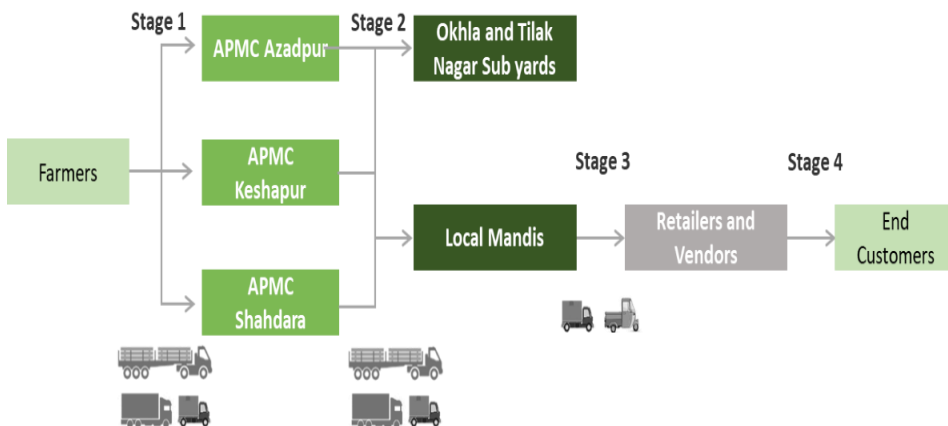 Stage 1
Stage 2
APMC Azadpur
Okhla and Tilak
Nagar Sub yards
Farmers
APMC
Keshapur
Stage 3
Stage 4
Local Mandis
Retailers and
Vendors
End
Customers
APMC
Shahdara